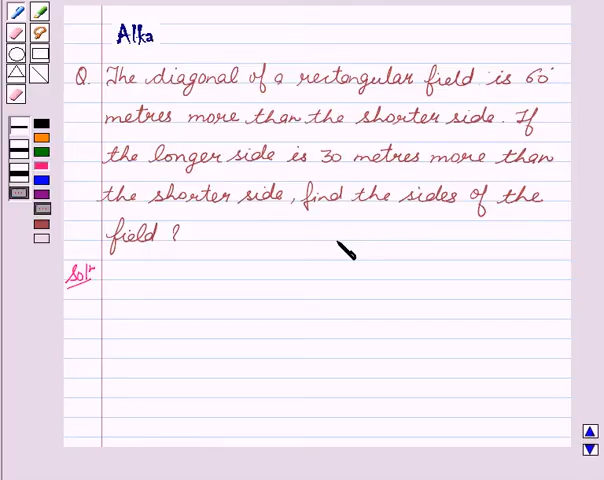 Alka
Q. The diagonal of a rectangular field is 60
metres more than the shorter side. If
the longer side is 30 metres more than
the shorter side, find the sides of the
field ?
Solⁿ